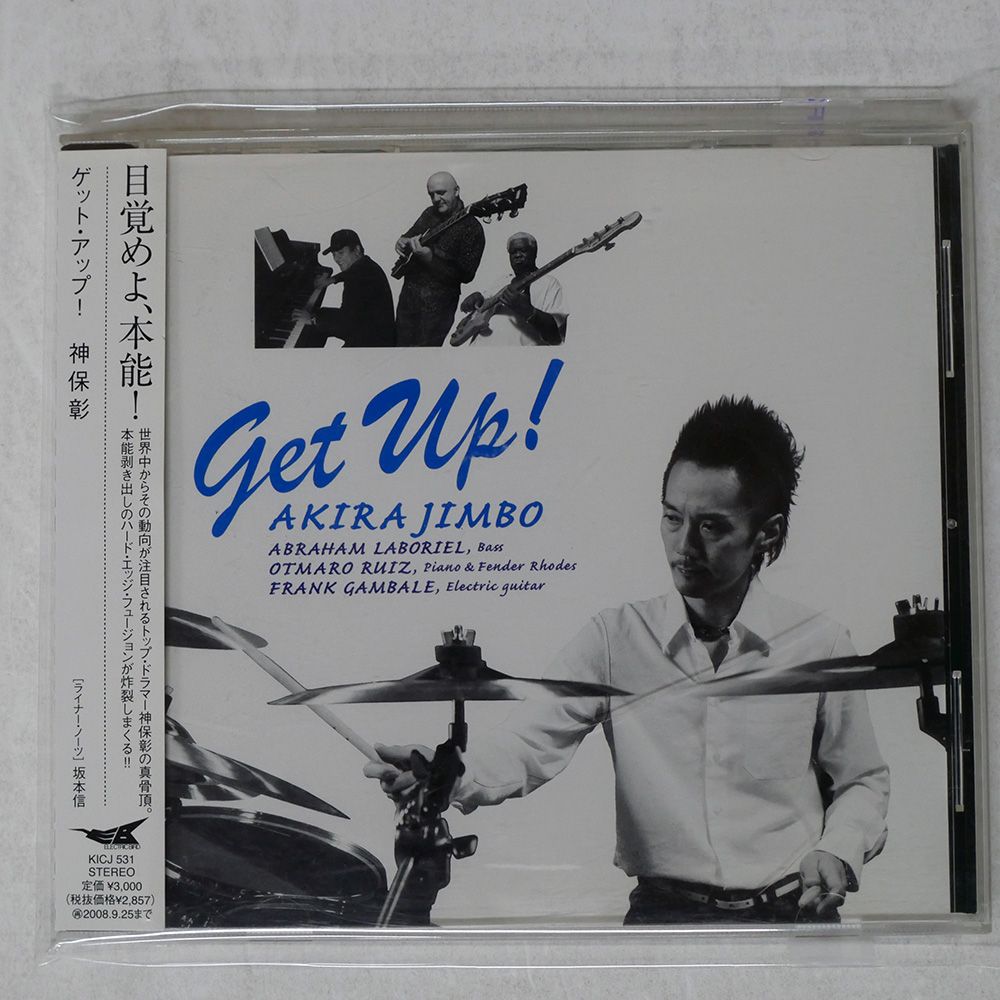 目覚めよ、本能!
世界中からその動向が注目されるトップ・ドラマー神保彰の真骨頂。
本能剥き出しのハード・エッジ・フュージョンが炸裂しまくる!!
ゲット・アップ! 神保彰
[ライナー・ノーツ] 坂本信
ELECTRIC BIRD
KICJ 531
STEREO
定価 ¥3,000
(税抜価格¥2,857)
再2008.9.25まで
Get Up!
AKIRA JIMBO
ABRAHAM LABORIEL, Bass
OTMARO RUIZ, Piano & Fender Rhodes
FRANK GAMBALE, Electric guitar